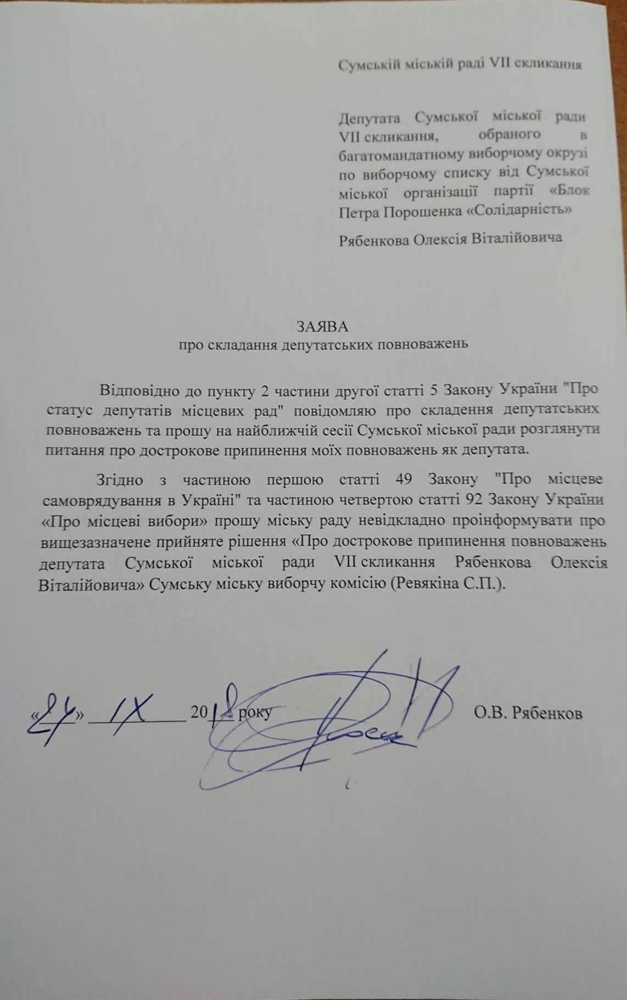 Сумській міській раді VII скликання
Депутата Сумської міської ради
VII скликання, обраного в
багатомандатному виборчому окрузі
по виборчому списку від Сумської
міської організації партії «Блок
Петра Порошенка «Солідарність»
Рябенкова Олексія Віталійовича
ЗАЯВА
про складання депутатських повноважень
Відповідно до пункту 2 частини другої статті 5 Закону України "Про
статус депутатів місцевих рад" повідомляю про складення депутатських
повноважень та прошу на найближчій сесії Сумської міської ради розглянути
питання про дострокове припинення моїх повноважень як депутата.
Згідно з частиною першою статті 49 Закону "Про місцеве
самоврядування в Україні" та частиною четвертою статті 92 Закону України
«Про місцеві вибори» прошу міську раду невідкладно проінформувати про
вищезазначене прийняте рішення «Про дострокове припинення повноважень
депутата Сумської міської ради VII скликання Рябенкова Олексія
Віталійовича» Сумську міську виборчу комісію (Ревякіна С.П.).
«24» IX 2018 року О.В. Рябенков